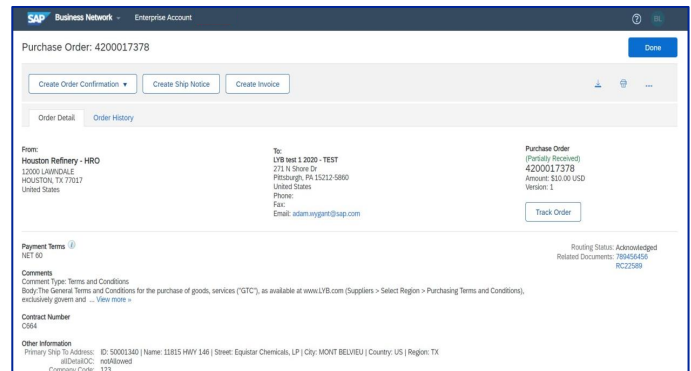 SAP Business Network Enterprise Account ? BL
Purchase Order: 4200017378 Done
Create Order Confirmation ▼ Create Ship Notice Create Invoice ...
Order Detail Order History
From:
Houston Refinery - HRO
12000 LAWNDALE
HOUSTON, TX 77017
United States
To:
LYB test 1 2020 - TEST
271 N Shore Dr
Pittsburgh, PA 15212-5860
United States
Phone:
Fax:
Email: adam.wygant@sap.com
Purchase Order
(Partially Received)
4200017378
Amount: $10.00 USD
Version: 1
Track Order
Payment Terms i
NET 60
Routing Status: Acknowledged
Related Documents: 789456456
RC22589
Comments
Comment Type: Terms and Conditions
Body:The General Terms and Conditions for the purchase of goods, services ("GTC"), as available at www.LYB.com (Suppliers > Select Region > Purchasing Terms and Conditions),
exclusively govern and ... View more »
Contract Number
C664
Other Information
Primary Ship To Address: ID: 50001340 | Name: 11815 HWY 146 | Street: Equistar Chemicals, LP | City: MONT BELVIEU | Country: US | Region: TX
allDetailOC: notAllowed
Company Code: 123